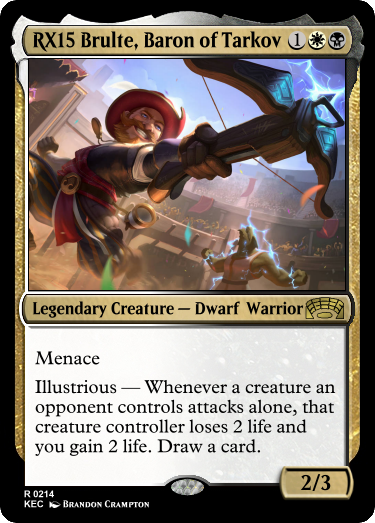 RX15 Brulte, Baron of Tarkov 1
Legendary Creature — Dwarf Warrior
Menace
Illustrious — Whenever a creature an
opponent controls attacks alone, that
creature controller loses 2 life and
you gain 2 life. Draw a card.
2/3
R 0214
KEC Brandon Crampton